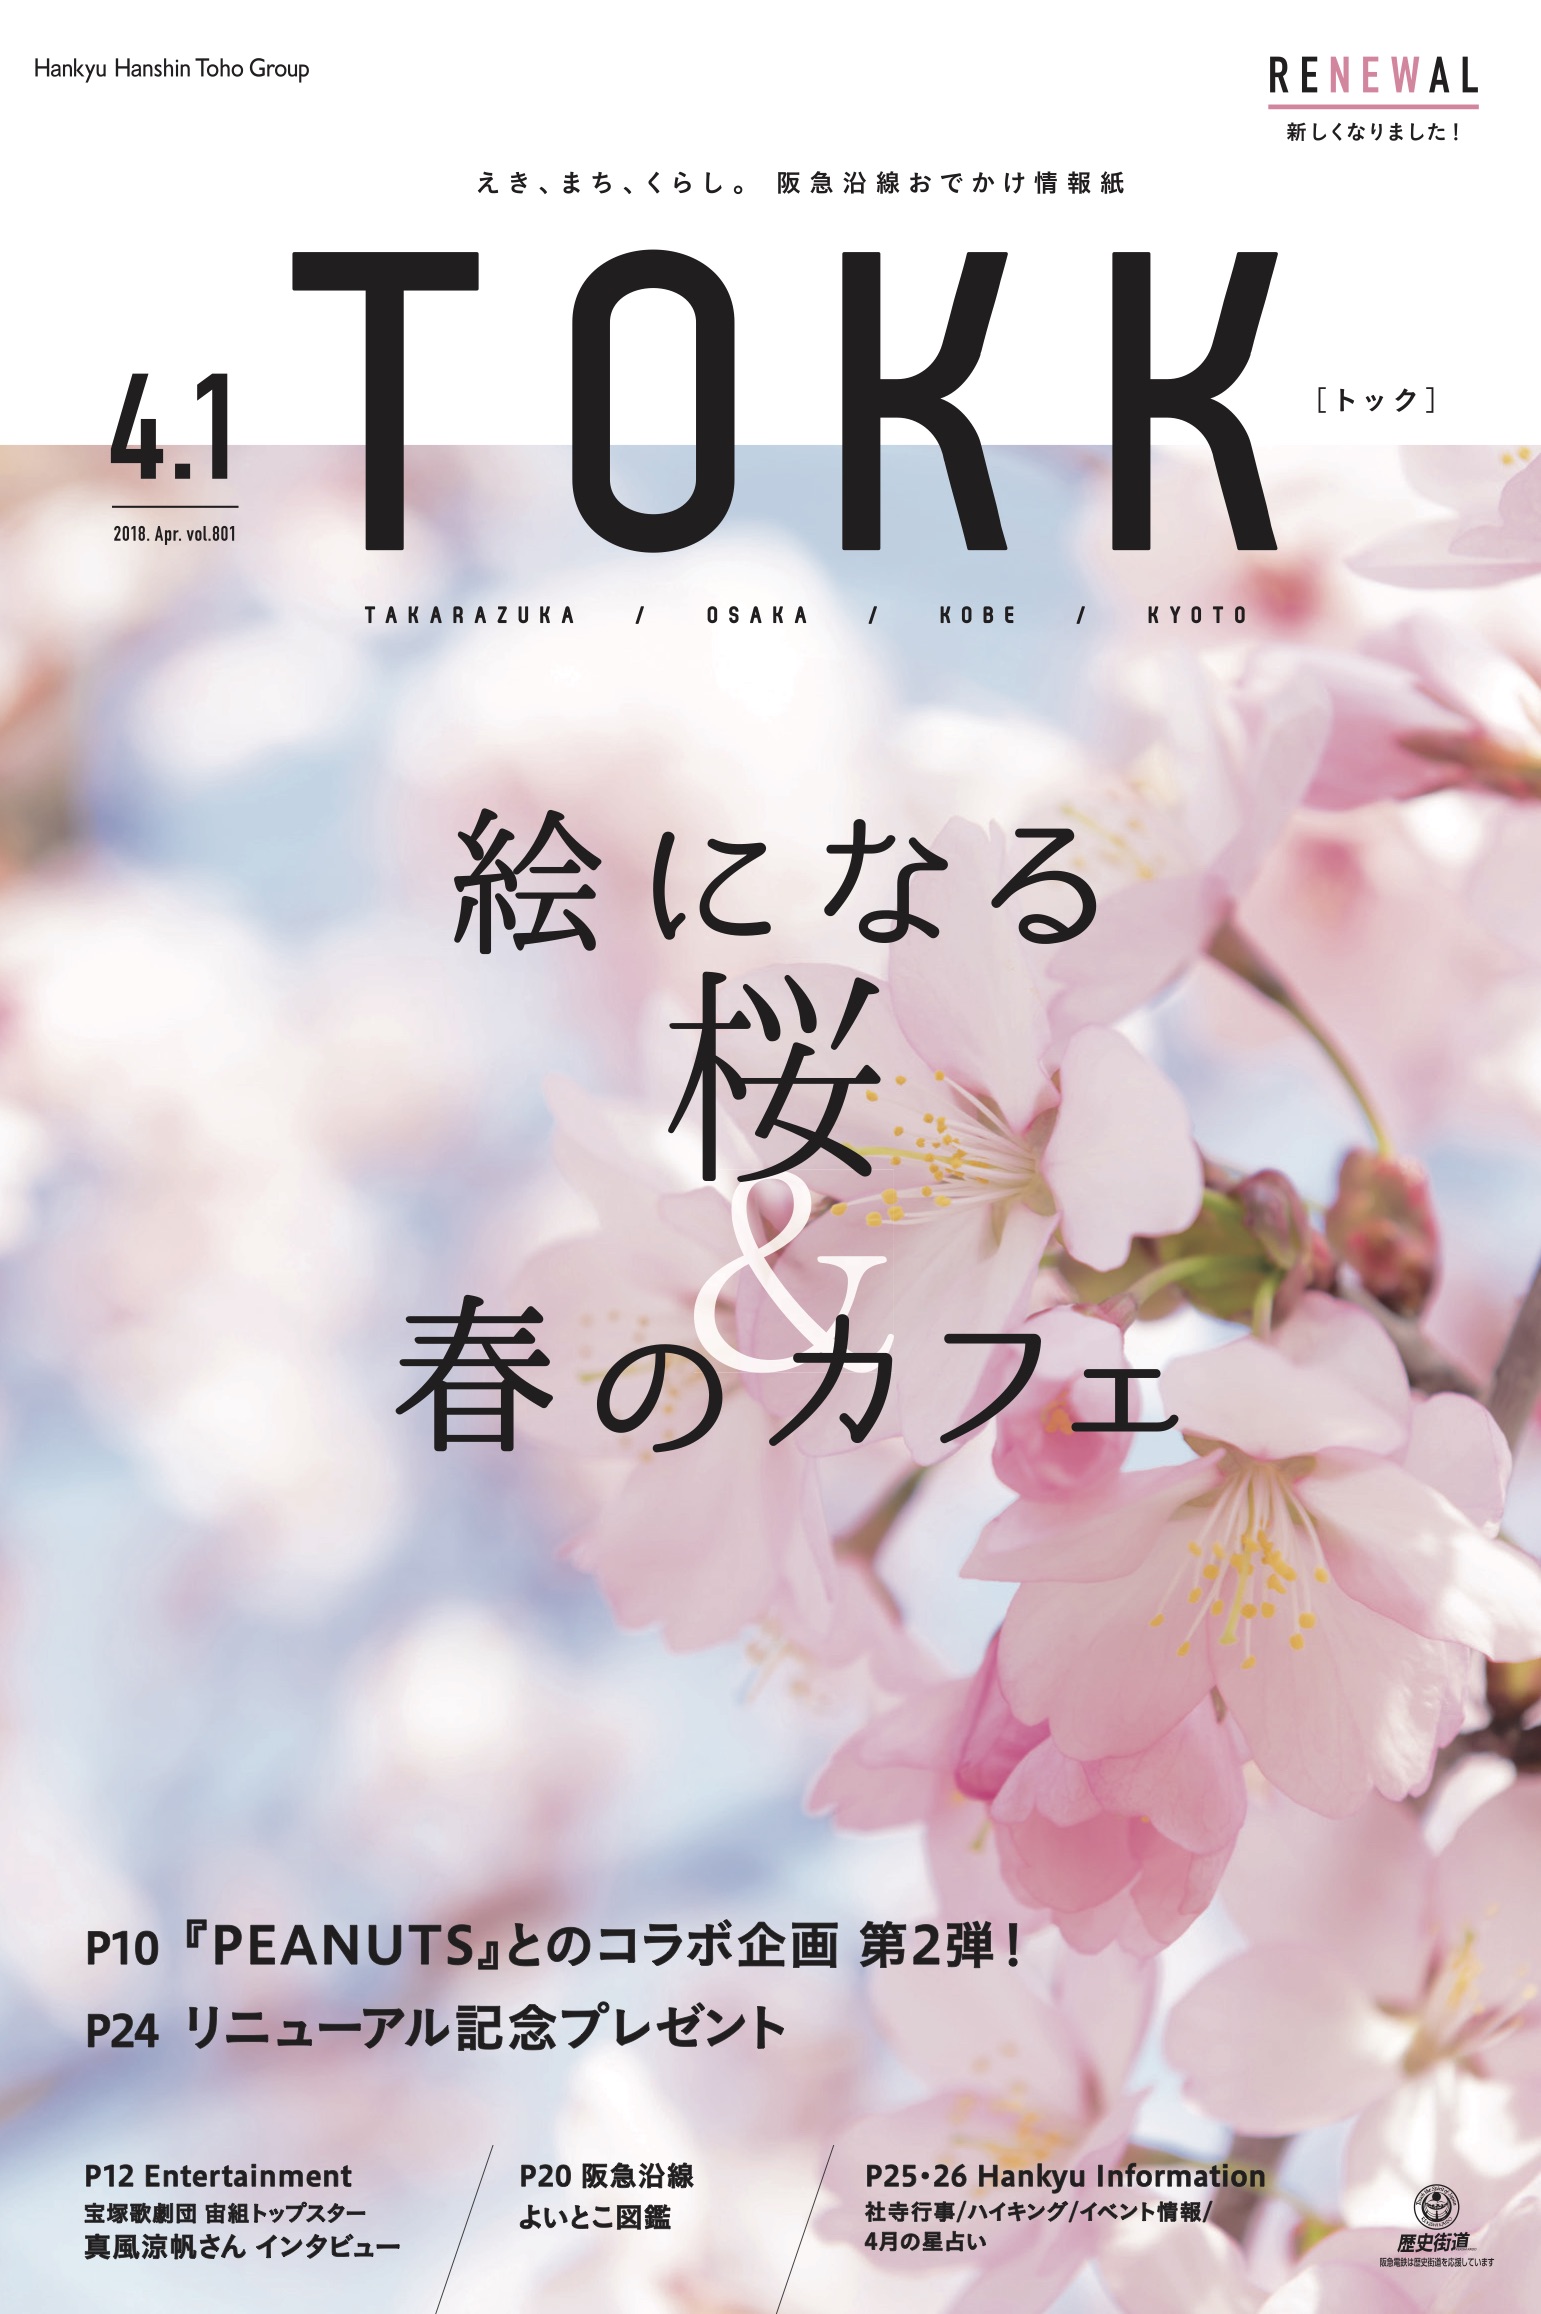 Hankyu Hanshin Toho Group
RENEWAL
新しくなりました！
えき、まち、くらし。 阪急沿線おでかけ情報紙
TOKK
［トック］
4.1
2018. Apr. vol.801
TAKARAZUKA / OSAKA / KOBE / KYOTO
絵になる
桜
&
春のカフェ
P10 『PEANUTS』とのコラボ企画 第2弾！
P24 リニューアル記念プレゼント
P12 Entertainment
宝塚歌劇団 宙組トップスター
真風涼帆さん インタビュー
P20 阪急沿線
よいとこ図鑑
P25・26 Hankyu Information
社寺行事/ハイキング/イベント情報/
4月の星占い
歴史街道
阪急電鉄は歴史街道を応援しています